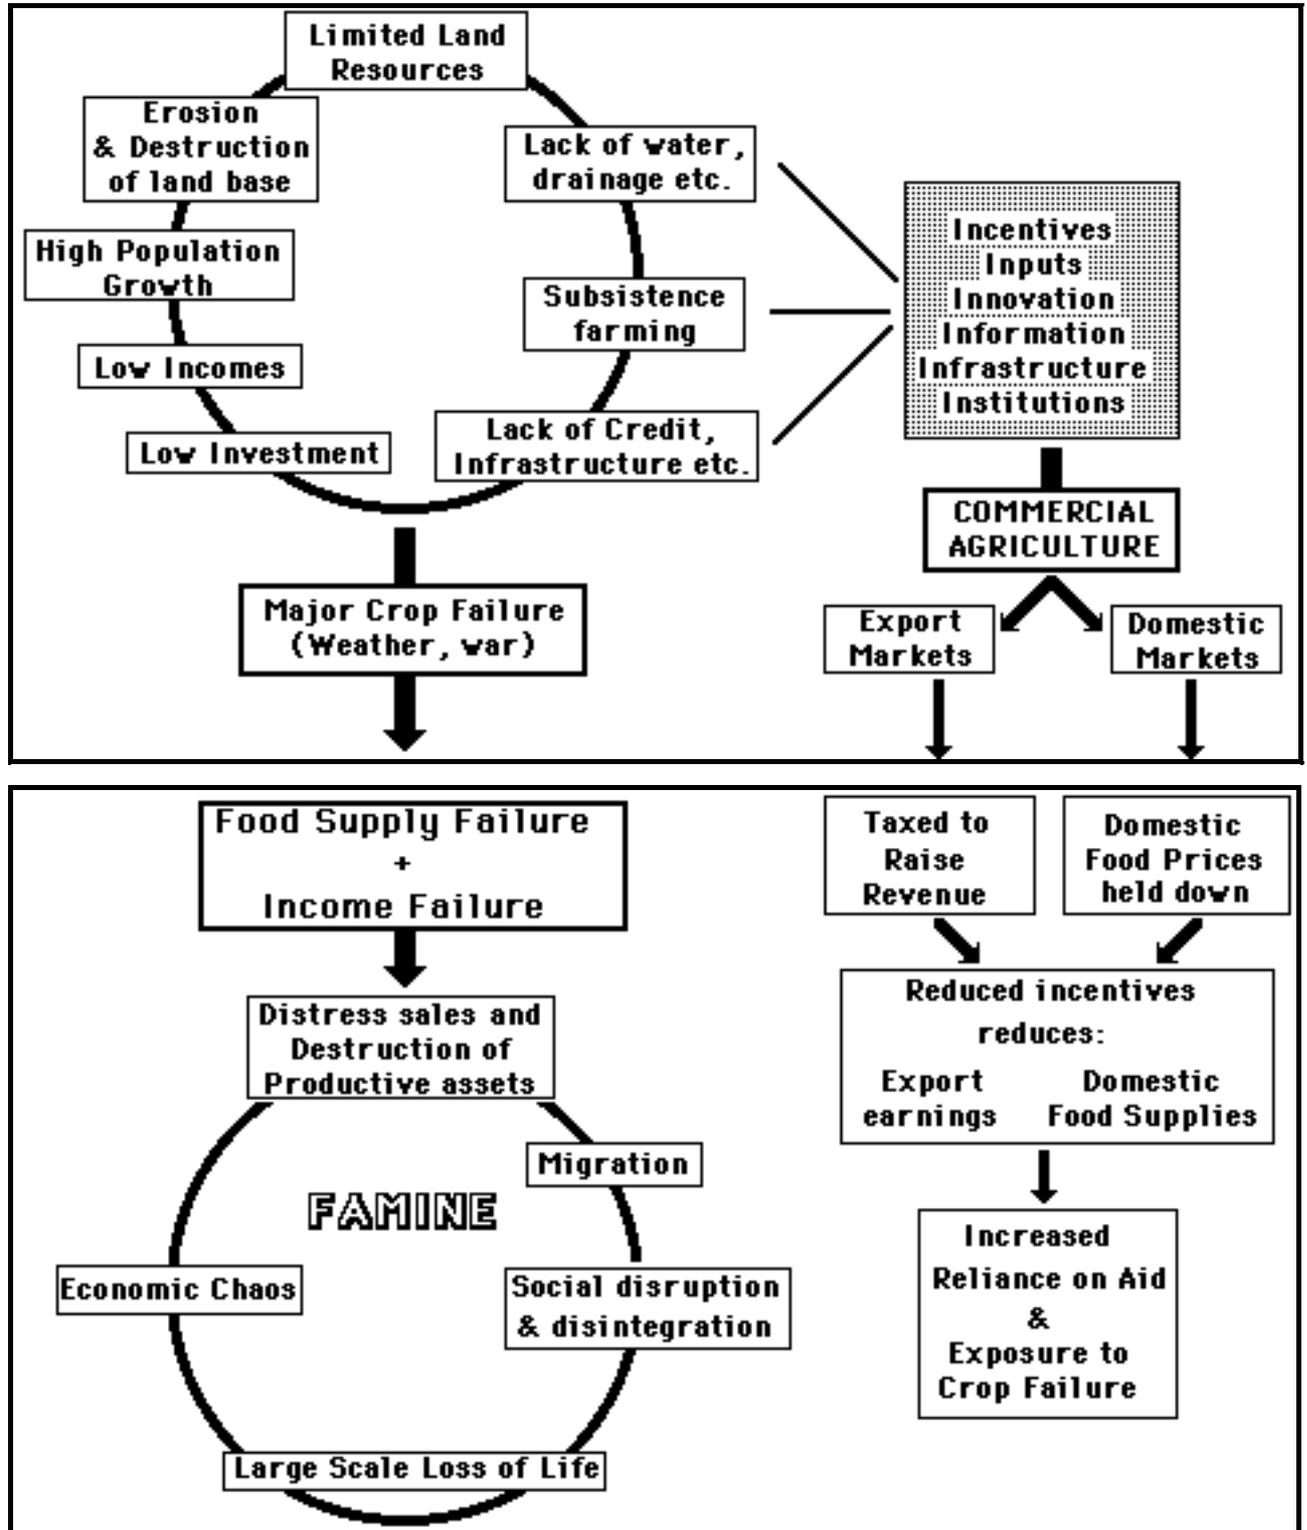 Limited Land
Resources
Erosion
& Destruction
of land base
High Population
Growth
Low Incomes
Low Investment
Lack of water,
drainage etc.
Subsistence
farming
Lack of Credit,
Infrastructure etc.
Incentives
Inputs
Innovation
Information
Infrastructure
Institutions
COMMERCIAL
AGRICULTURE
Export
Markets
Domestic
Markets
Major Crop Failure
(Weather, war)
Food Supply Failure
+
Income Failure
Distress sales and
Destruction of
Productive assets
Migration
FAMINE
Economic Chaos
Social disruption
& disintegration
Large Scale Loss of Life
Taxed to
Raise
Revenue
Domestic
Food Prices
held down
Reduced incentives
reduces:
Export
earnings
Domestic
Food Supplies
Increased
Reliance on Aid
&
Exposure to
Crop Failure